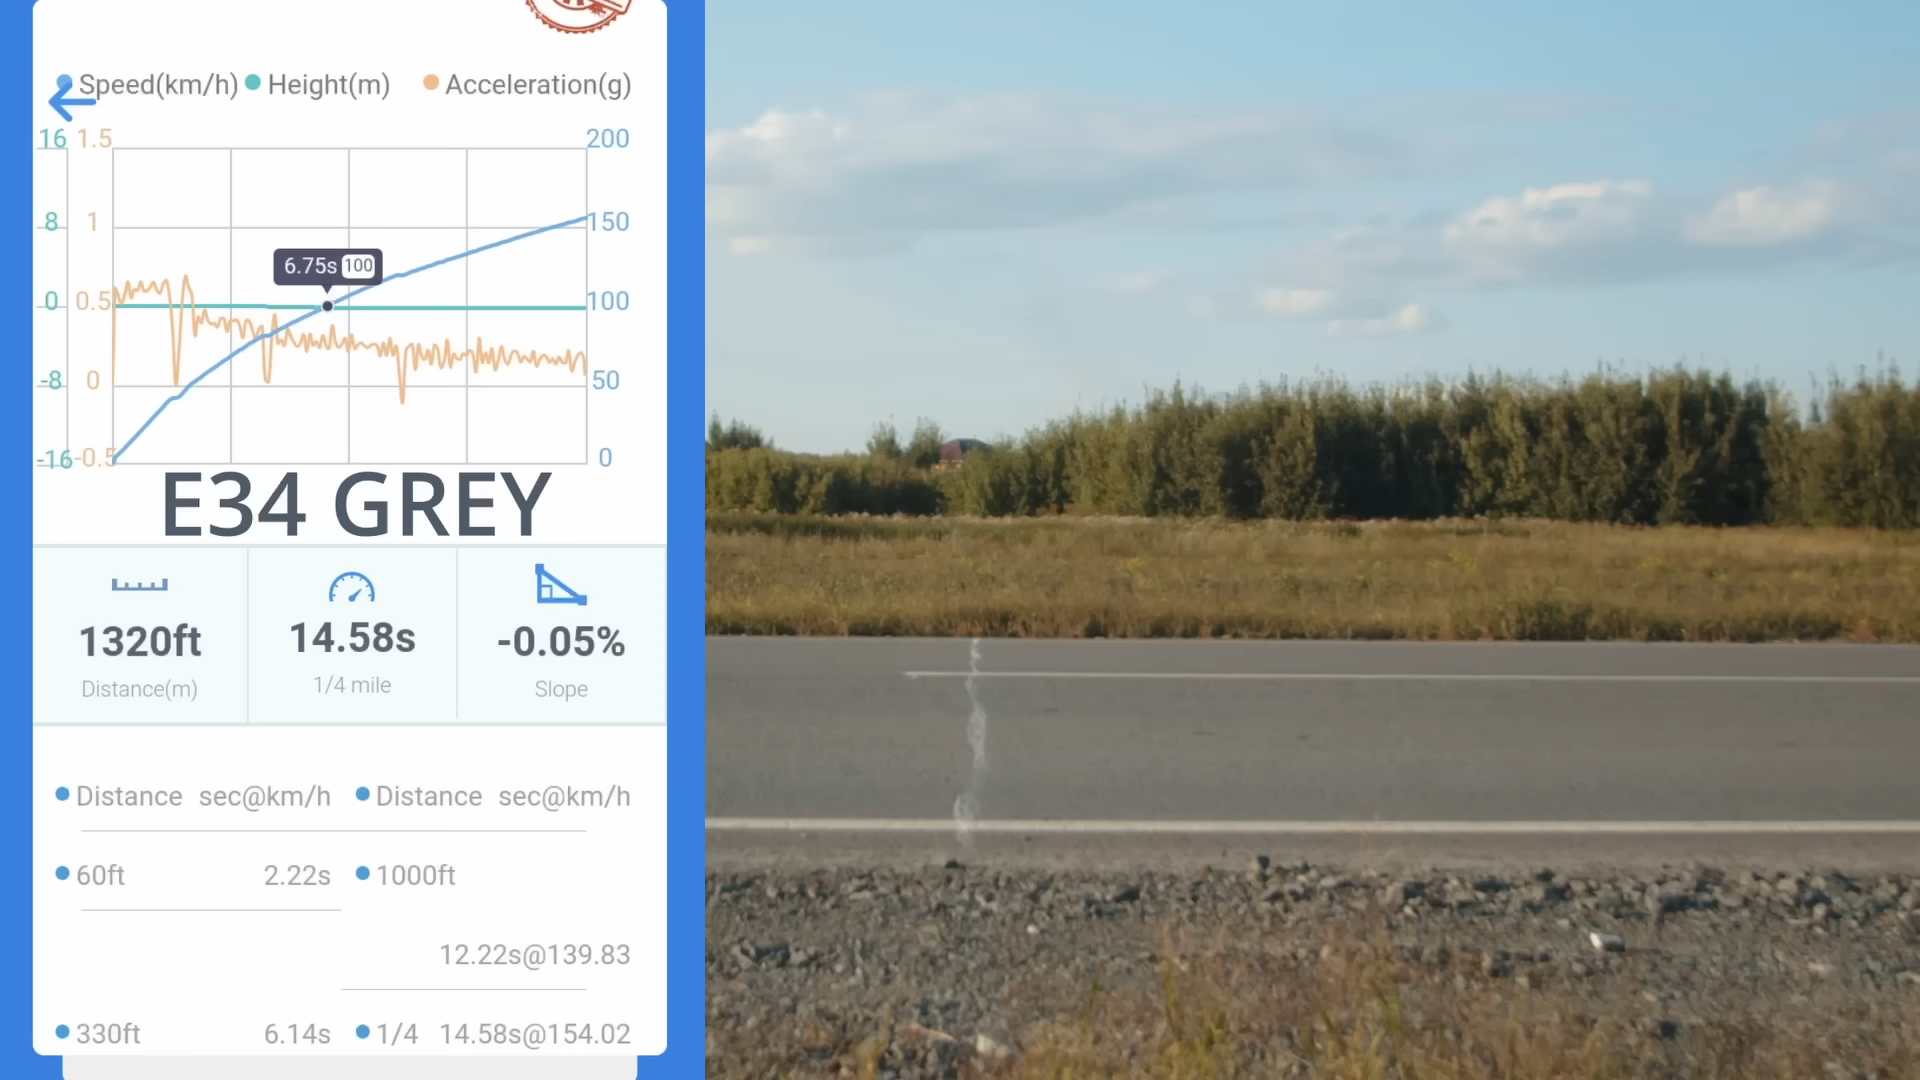 Speed(km/h) Height(m) Acceleration(g)
16 1.5 200
8 1 150
6.75s 100
0 0.5 100
-8 0 50
-16 -0.5 0
E34 GREY
1320ft 14.58s -0.05%
Distance(m) 1/4 mile Slope
Distance sec@km/h Distance sec@km/h
60ft 2.22s 1000ft
12.22s@139.83
330ft 6.14s 1/4 14.58s@154.02